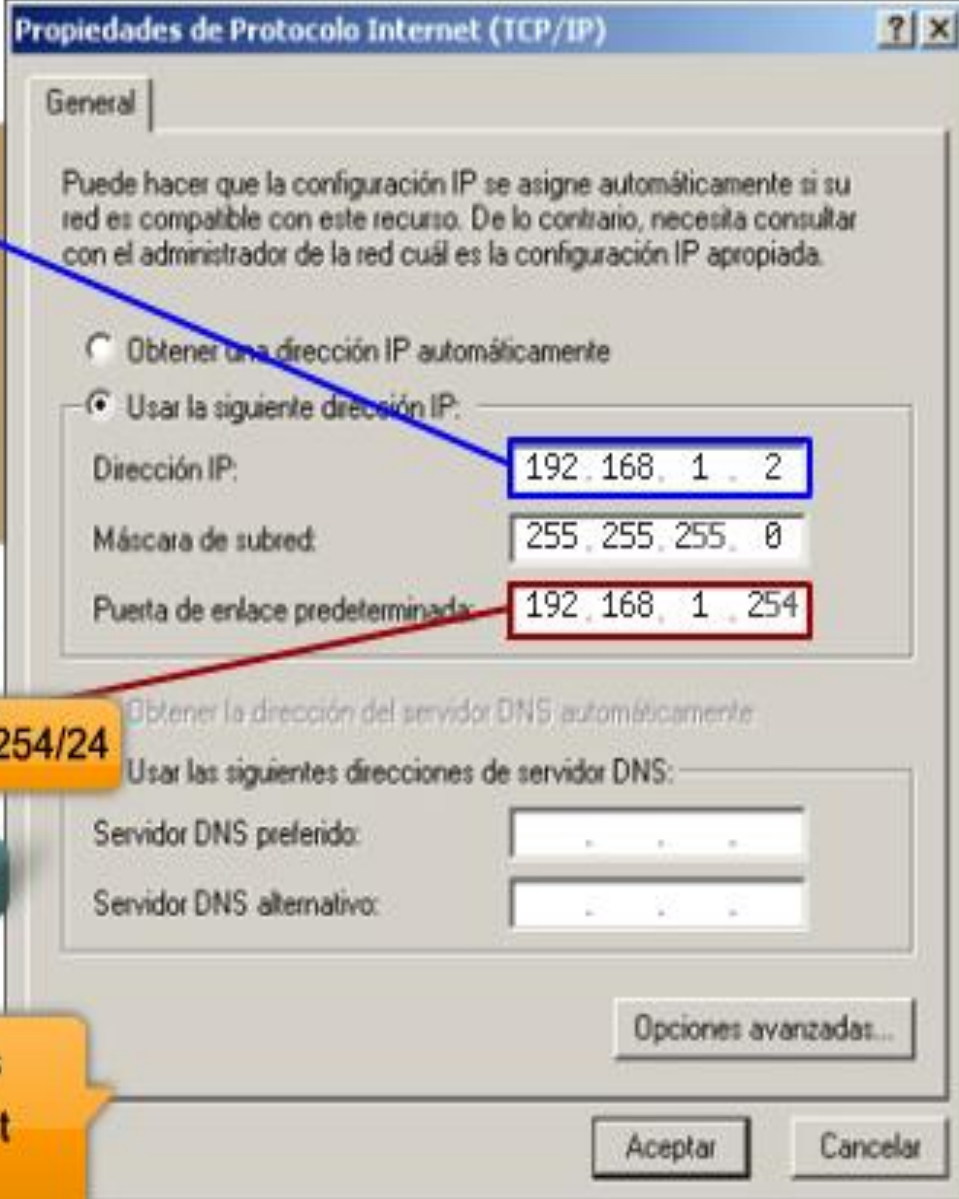 Propiedades de Protocolo Internet (TCP/IP)
General
Puede hacer que la configuración IP se asigne automáticamente si su
red es compatible con este recurso. De lo contrario, necesita consultar
con el administrador de la red cuál es la configuración IP apropiada.
Obtener una dirección IP automáticamente
Usar la siguiente dirección IP:
Dirección IP: 192.168. 1 . 2
Máscara de subred: 255.255.255. 0
Puerta de enlace predeterminada: 192.168. 1 .254
254/24
Obtener la dirección del servidor DNS automáticamente
Usar las siguientes direcciones de servidor DNS:
Servidor DNS preferido: . . .
Servidor DNS alternativo: . . .
Opciones avanzadas...
s
t
Aceptar Cancelar